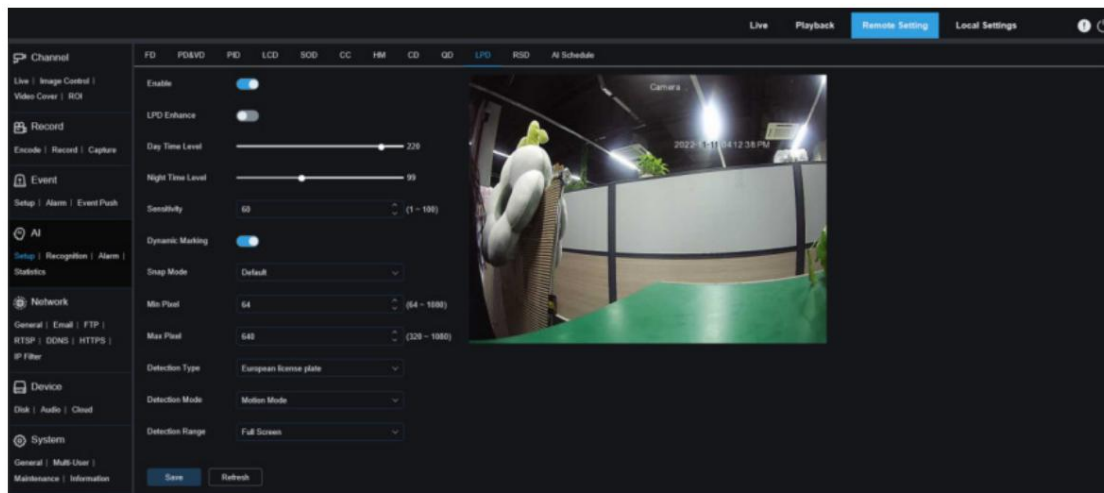 Live Playback Remote Setting Local Settings
Channel
Live | Image Control |
Video Cover | ROI
Record
Encode | Record | Capture
Event
Setup | Alarm | Event Push
AI
Setup | Recognition | Alarm |
Statistics
Network
General | Email | FTP |
RTSP | DDNS | HTTPS |
IP Filter
Device
Disk | Audio | Cloud
System
General | Multi-User |
Maintenance | Information
FD PD&VD PID LCD SOD CC HM CD QD LPD RSD AI Schedule
Enable
LPD Enhance
Day Time Level 220
Night Time Level 99
Sensitivity 60 (1 ~ 100)
Dynamic Marking
Snap Mode Default
Min Pixel 64 (64 ~ 1080)
Max Pixel 640 (320 ~ 1080)
Detection Type European license plate
Detection Mode Motion Mode
Detection Range Full Screen
Save Refresh
Camera
04:12:38 PM